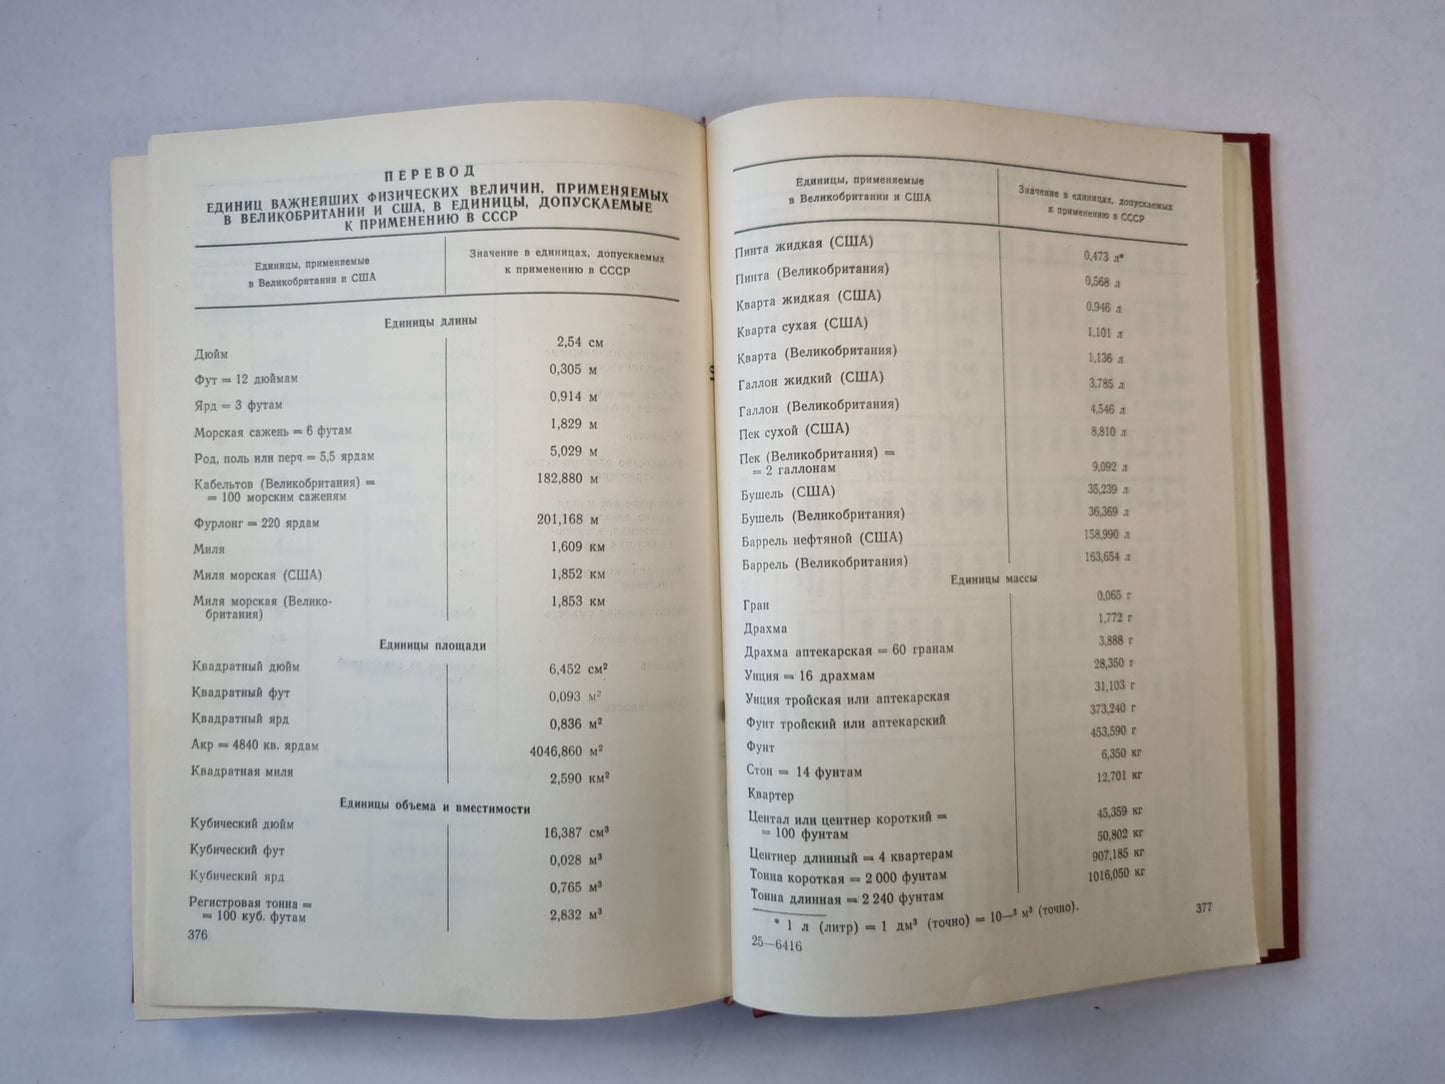 ПЕРЕВОД
ЕДИНИЦ ВАЖНЕЙШИХ ФИЗИЧЕСКИХ ВЕЛИЧИН, ПРИМЕНЯЕМЫХ
В ВЕЛИКОБРИТАНИИ И США, В ЕДИНИЦЫ, ДОПУСКАЕМЫЕ
К ПРИМЕНЕНИЮ В СССР
Единицы, применяемые
в Великобритании и США
Значение в единицах, допускаемых
к применению в СССР
Единицы длины
Дюйм 2,54 см
Фут = 12 дюймам 0,305 м
Ярд = 3 футам 0,914 м
Морская сажень = 6 футам 1,829 м
Род, поль или перч = 5,5 ярдам 5,029 м
Кабельтов (Великобритания) = 182,880 м
= 100 морским саженям
Фурлонг = 220 ярдам 201,168 м
Миля 1,609 км
Миля морская (США) 1,852 км
Миля морская (Велико- 1,853 км
британия)
Единицы площади
Квадратный дюйм 6,452 см²
Квадратный фут 0,093 м²
Квадратный ярд 0,836 м²
Акр = 4840 кв. ярдам 4046,860 м²
Квадратная миля 2,590 км²
Единицы объема и вместимости
Кубический дюйм 16,387 см³
Кубический фут 0,028 м³
Кубический ярд 0,765 м³
Регистровая тонна =
= 100 куб. футам 2,832 м³
376
Единицы, применяемые
в Великобритании и США
Значение в единицах, допускаемых
к применению в СССР
Пинта жидкая (США) 0,473 л*
Пинта (Великобритания) 0,568 л
Кварта жидкая (США) 0,946 л
Кварта сухая (США) 1,101 л
Кварта (Великобритания) 1,136 л
Галлон жидкий (США) 3,785 л
Галлон (Великобритания) 4,546 л
Пек сухой (США) 8,810 л
Пек (Великобритания) =
= 2 галлонам 9,092 л
Бушель (США) 35,239 л
Бушель (Великобритания) 36,369 л
Баррель нефтяной (США) 158,990 л
Баррель (Великобритания) 163,654 л
Единицы массы
Гран 0,065 г
Драхма 1,772 г
Драхма аптекарская = 60 гранам 3,888 г
Унция = 16 драхмам 28,350 г
Унция тройская или аптекарская 31,103 г
Фунт тройский или аптекарский 373,240 г
Фунт 453,590 г
Стон = 14 фунтам 6,350 кг
Квартер 12,701 кг
Центал или центнер короткий =
= 100 фунтам 45,359 кг
Центнер длинный = 4 квартерам 50,802 кг
Тонна короткая = 2 000 фунтам 907,185 кг
Тонна длинная = 2 240 фунтам 1016,050 кг
* 1 л (литр) = 1 дм³ (точно) = 10—³ м³ (точно).
25—6416
377